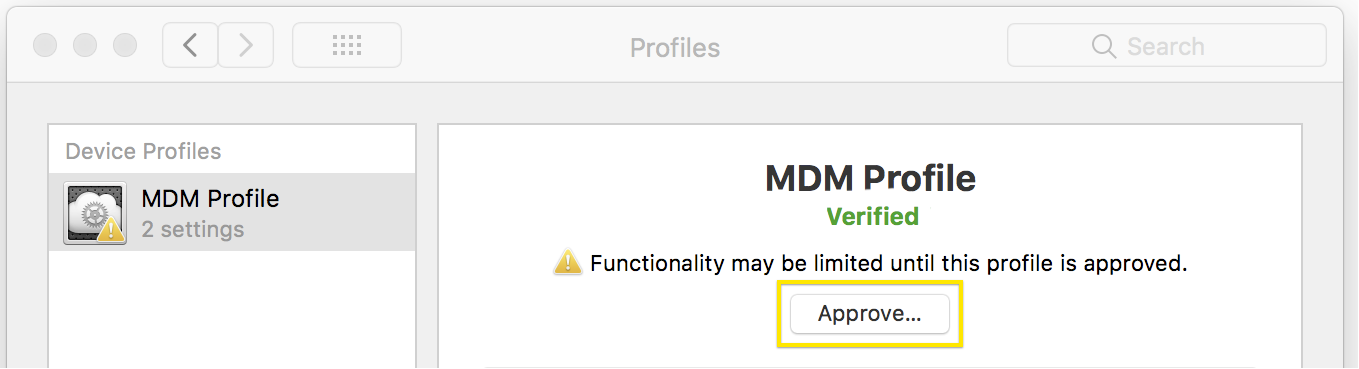 Profiles
Search
Device Profiles
MDM Profile
2 settings
MDM Profile
Verified
Functionality may be limited until this profile is approved.
Approve...